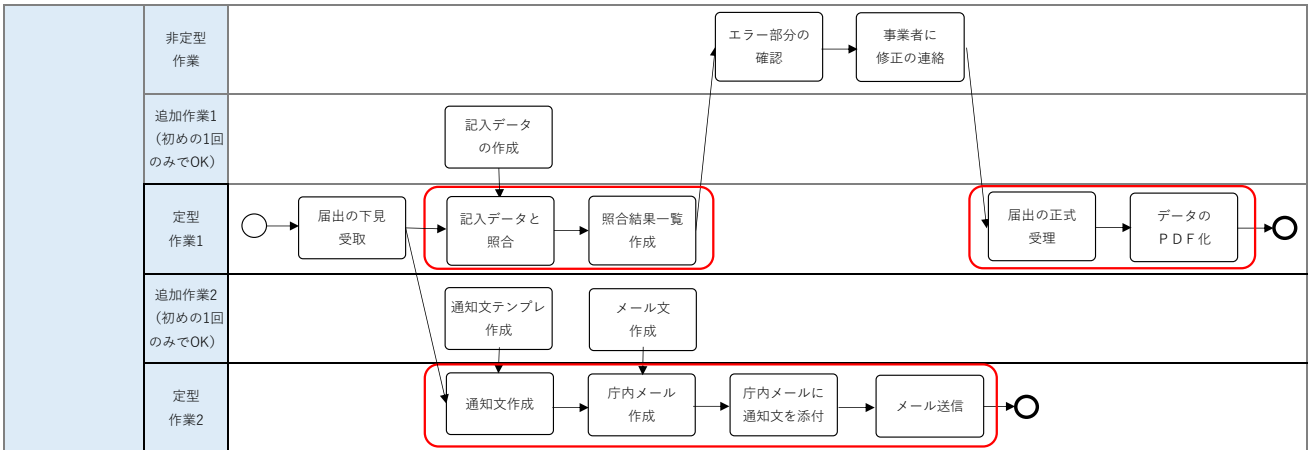 非定型
作業
エラー部分の
確認
事業者に
修正の連絡
追加作業1
（初めの1回
のみでOK）
記入データ
の作成
定型
作業1
届出の下見
受取
記入データと
照合
照合結果一覧
作成
届出の正式
受理
データの
ＰＤＦ化
追加作業2
（初めの1回
のみでOK）
通知文テンプレ
作成
メール文
作成
定型
作業2
通知文作成
庁内メール
作成
庁内メールに
通知文を添付
メール送信